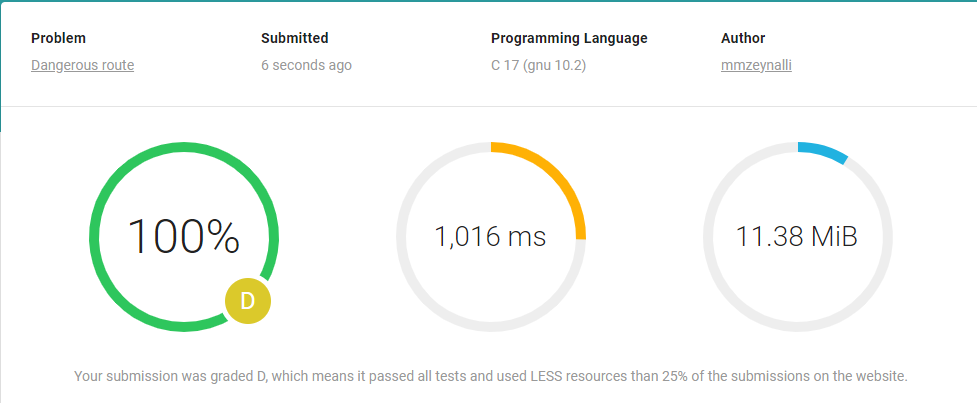 Problem Submitted Programming Language Author
Dangerous route 6 seconds ago C 17 (gnu 10.2) mmzeynalli
100% 1,016 ms 11.38 MiB
D
Your submission was graded D, which means it passed all tests and used LESS resources than 25% of the submissions on the website.